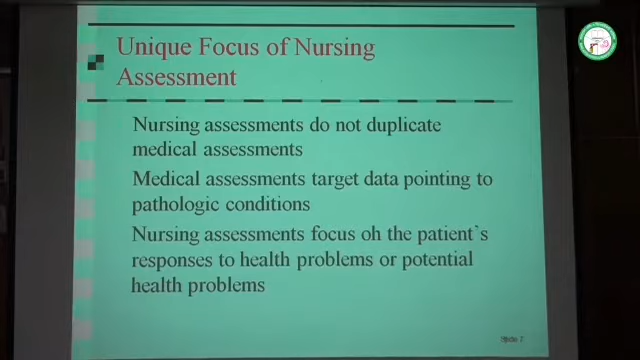 Unique Focus of Nursing
Assessment
Nursing assessments do not duplicate
medical assessments
Medical assessments target data pointing to
pathologic conditions
Nursing assessments focus oh the patient`s
responses to health problems or potential
health problems